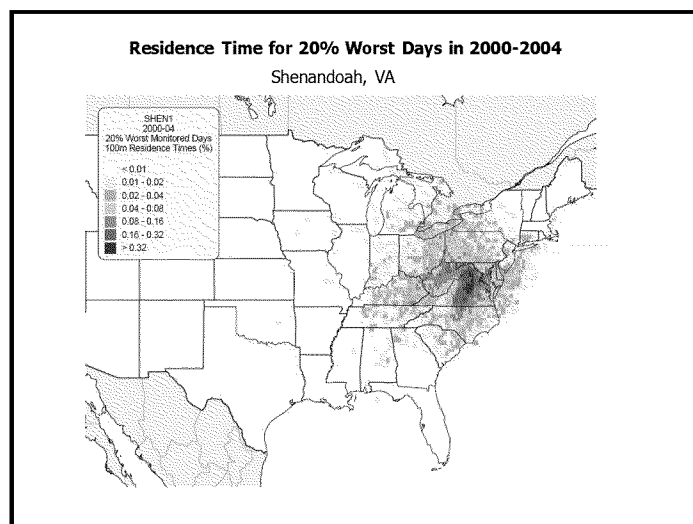 Residence Time for 20% Worst Days in 2000-2004
Shenandoah, VA
SHEN1
2000-04
20% Worst Monitored Days
100m Residence Times (%)
< 0.01
0.01 - 0.02
0.02 - 0.04
0.04 - 0.08
0.08 - 0.16
0.16 - 0.32
> 0.32